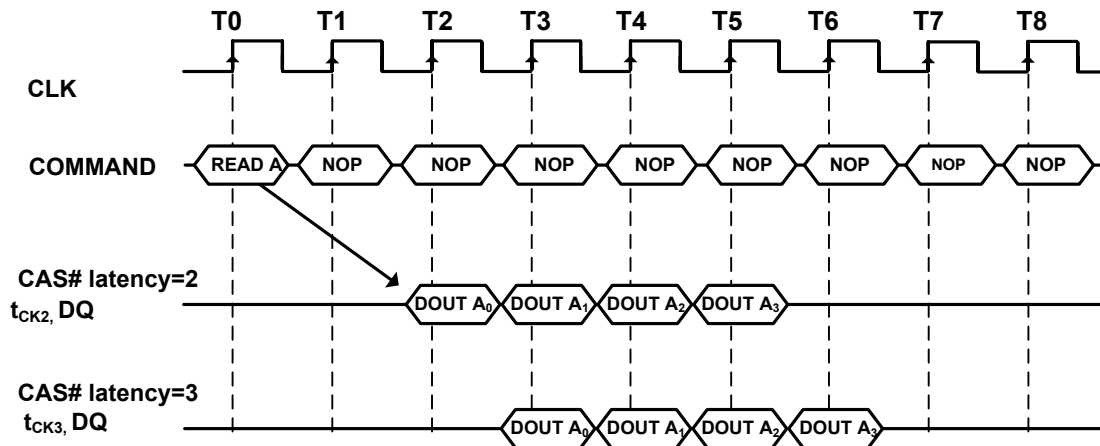 T0 T1 T2 T3 T4 T5 T6 T7 T8
CLK
COMMAND READ A NOP NOP NOP NOP NOP NOP NOP NOP
CAS# latency=2
tCK2, DQ DOUT A0 DOUT A1 DOUT A2 DOUT A3
CAS# latency=3
tCK3, DQ DOUT A0 DOUT A1 DOUT A2 DOUT A3